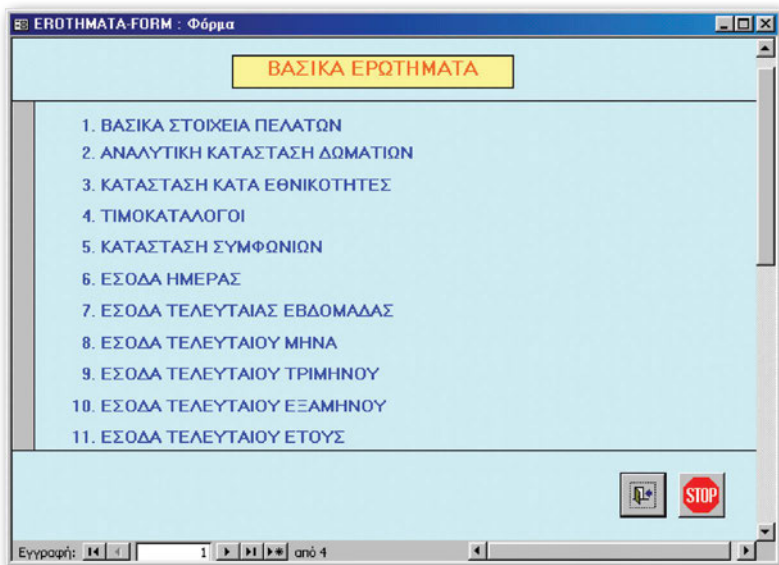 EROTHMATA-FORM : Φόρμα
ΒΑΣΙΚΑ ΕΡΩΤΗΜΑΤΑ
1. ΒΑΣΙΚΑ ΣΤΟΙΧΕΙΑ ΠΕΛΑΤΩΝ
2. ΑΝΑΛΥΤΙΚΗ ΚΑΤΑΣΤΑΣΗ ΔΩΜΑΤΙΩΝ
3. ΚΑΤΑΣΤΑΣΗ ΚΑΤΑ ΕΘΝΙΚΟΤΗΤΕΣ
4. ΤΙΜΟΚΑΤΑΛΟΓΟΙ
5. ΚΑΤΑΣΤΑΣΗ ΣΥΜΦΩΝΙΩΝ
6. ΕΣΟΔΑ ΗΜΕΡΑΣ
7. ΕΣΟΔΑ ΤΕΛΕΥΤΑΙΑΣ ΕΒΔΟΜΑΔΑΣ
8. ΕΣΟΔΑ ΤΕΛΕΥΤΑΙΟΥ ΜΗΝΑ
9. ΕΣΟΔΑ ΤΕΛΕΥΤΑΙΟΥ ΤΡΙΜΗΝΟΥ
10. ΕΣΟΔΑ ΤΕΛΕΥΤΑΙΟΥ ΕΞΑΜΗΝΟΥ
11. ΕΣΟΔΑ ΤΕΛΕΥΤΑΙΟΥ ΕΤΟΥΣ
STOP
Εγγραφή: 1 από 4